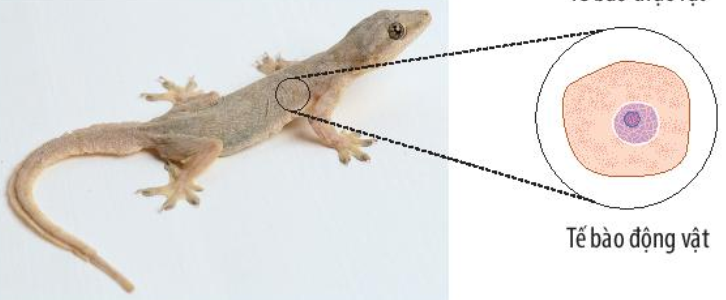 Tế bào động vật